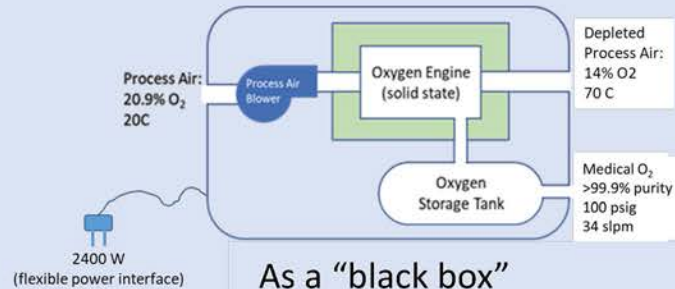 Process Air:
20.9% O₂
20C
Process Air
Blower
Oxygen Engine
(solid state)
Depleted
Process Air:
14% O2
70 C
Oxygen
Storage Tank
Medical O₂
>99.9% purity
100 psig
34 slpm
2400 W
(flexible power interface)
As a “black box”